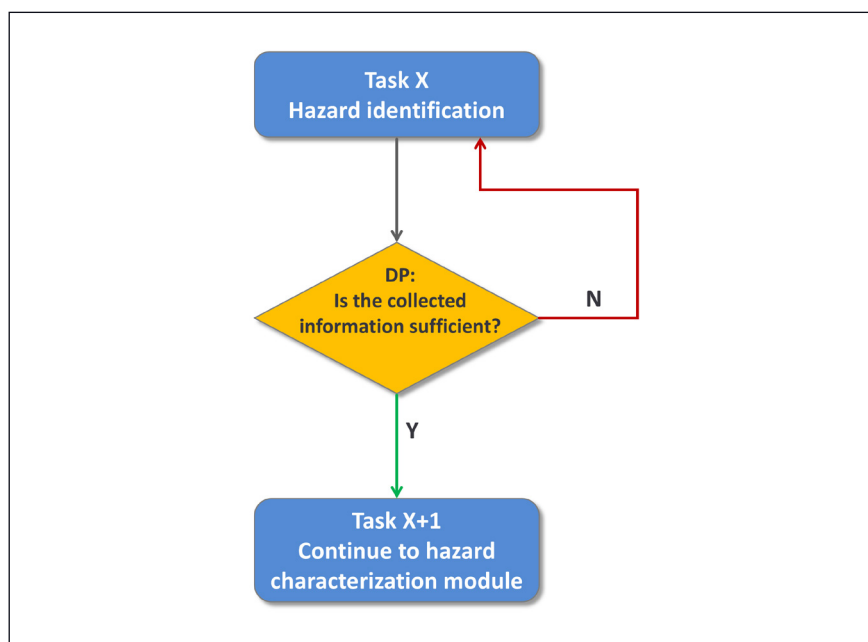 Task X
Hazard identification
DP:
Is the collected
information sufficient?
N
Y
Task X+1
Continue to hazard
characterization module